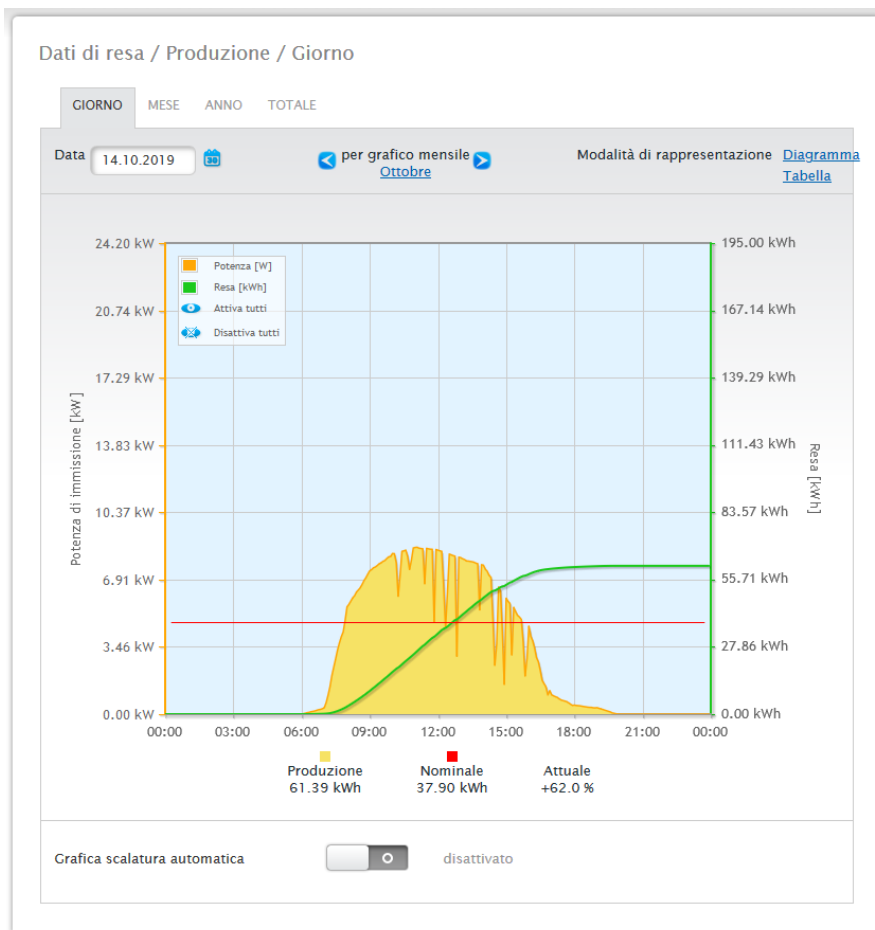 Dati di resa / Produzione / Giorno
GIORNO MESE ANNO TOTALE
Data 14.10.2019 30 per grafico mensile Modalità di rappresentazione Diagramma
Ottobre Tabella
24.20 kW 195.00 kWh
Potenza [W]
Resa [kWh]
Attiva tutti
20.74 kW 167.14 kWh
Disattiva tutti
17.29 kW 139.29 kWh
13.83 kW 111.43 kWh
Potenza di immissione [kW]
Resa [kWh]
10.37 kW 83.57 kWh
6.91 kW 55.71 kWh
3.46 kW 27.86 kWh
0.00 kW 0.00 kWh
00:00 03:00 06:00 09:00 12:00 15:00 18:00 21:00 00:00
Produzione Nominale Attuale
61.39 kWh 37.90 kWh +62.0 %
Grafica scalatura automatica disattivato